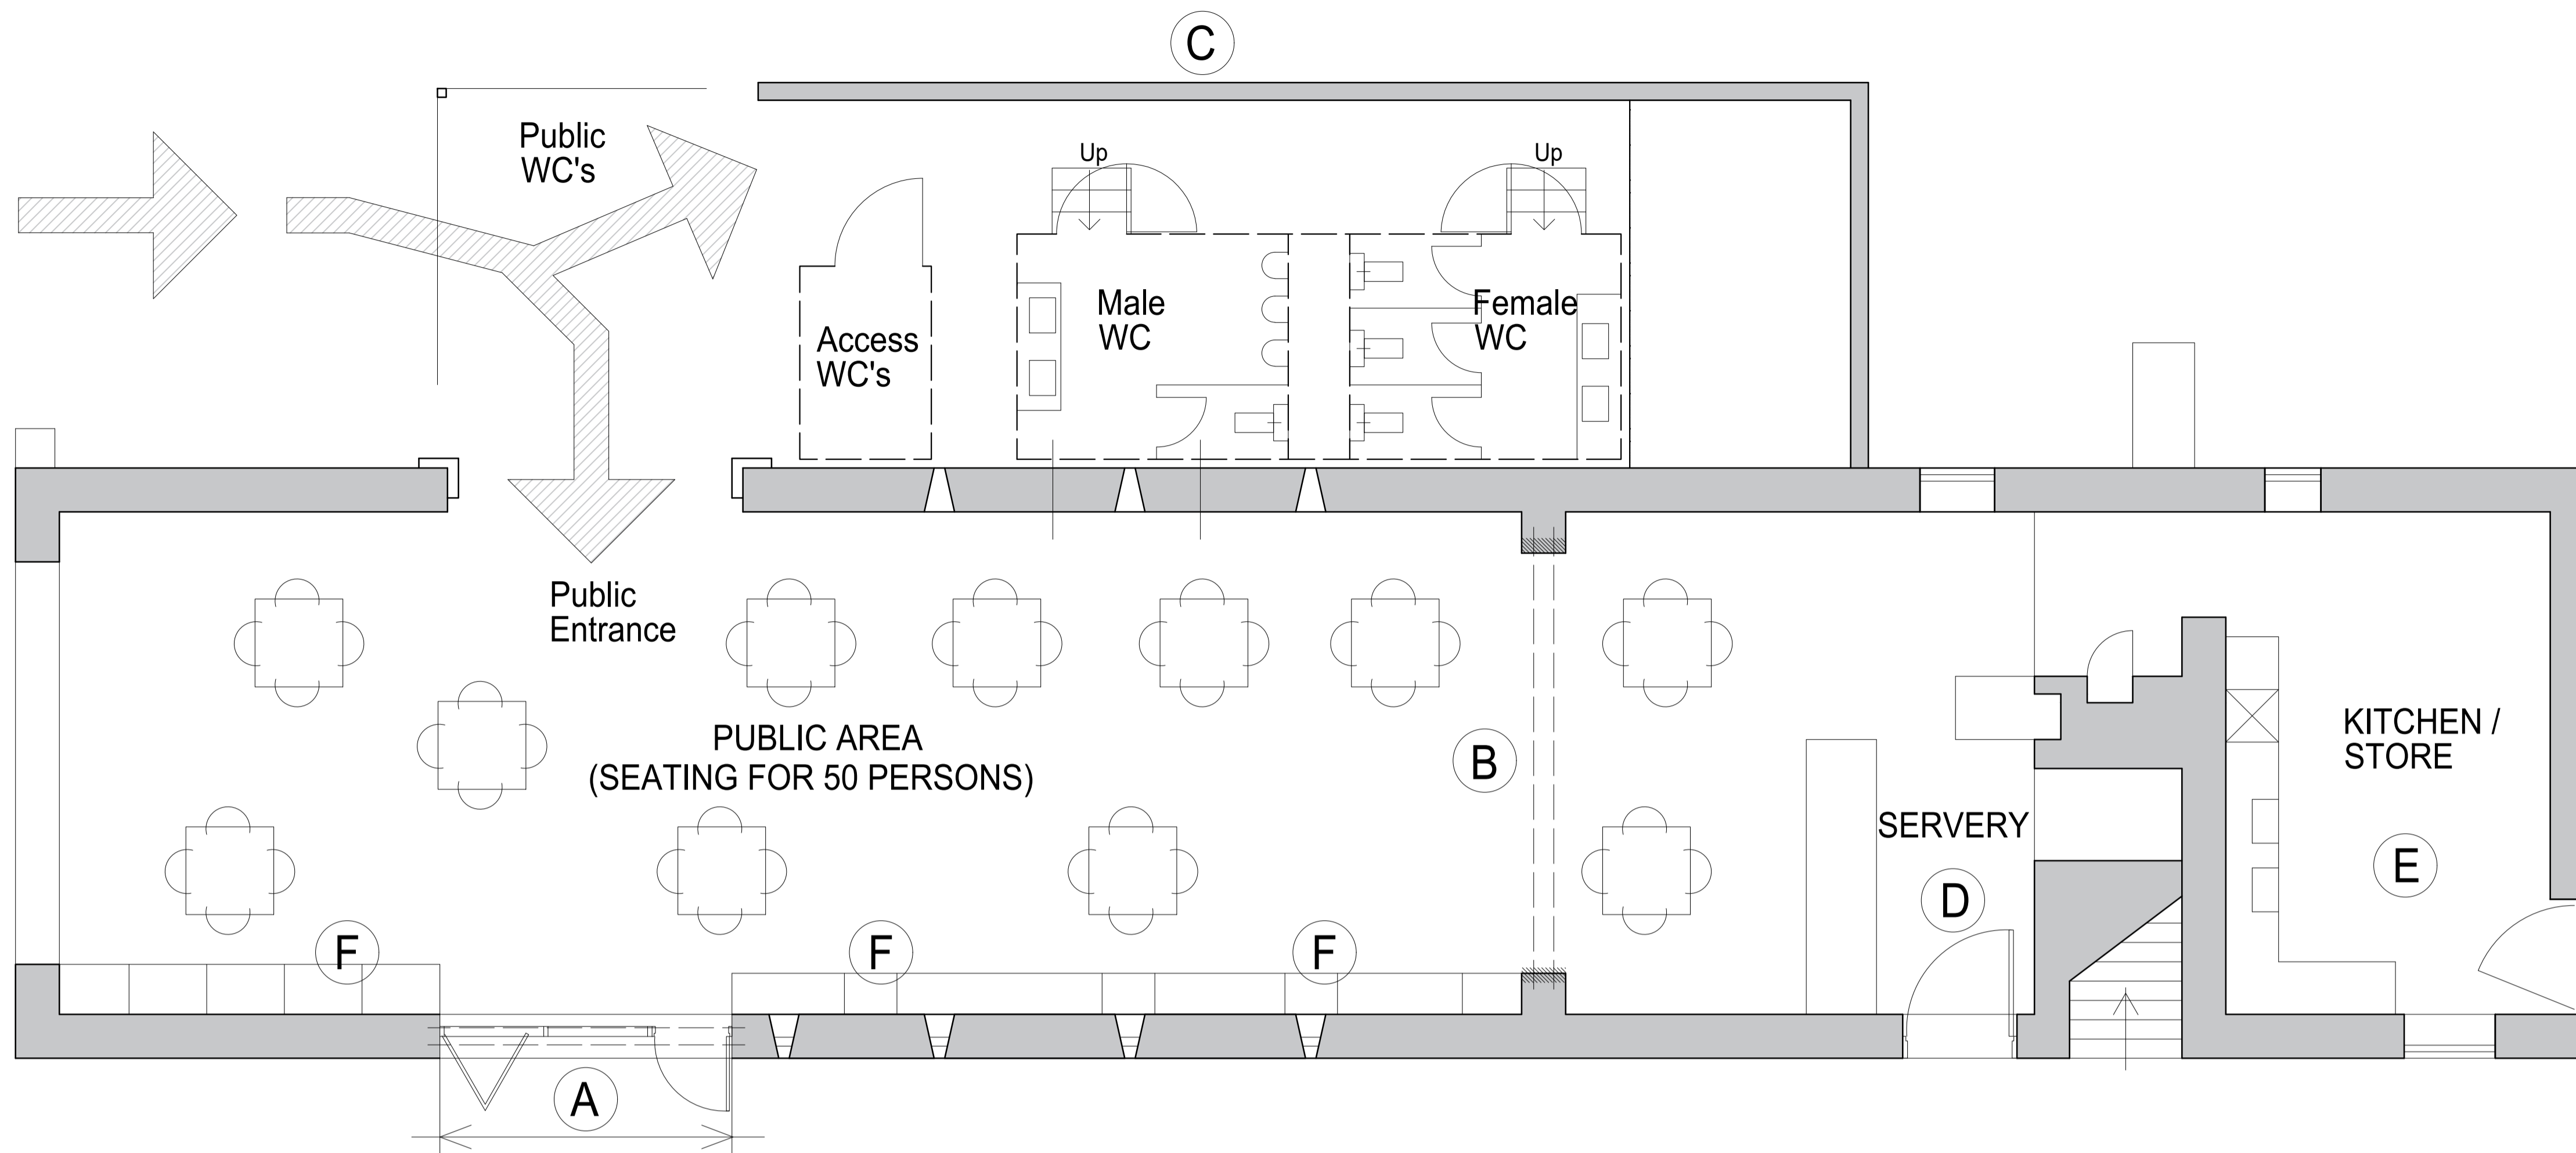 C
Public
WC's
Up
Up
Access
WC's
Male
WC
Female
WC
Public
Entrance
PUBLIC AREA
(SEATING FOR 50 PERSONS)
B
KITCHEN /
STORE
SERVERY
D
E
F
F
F
A